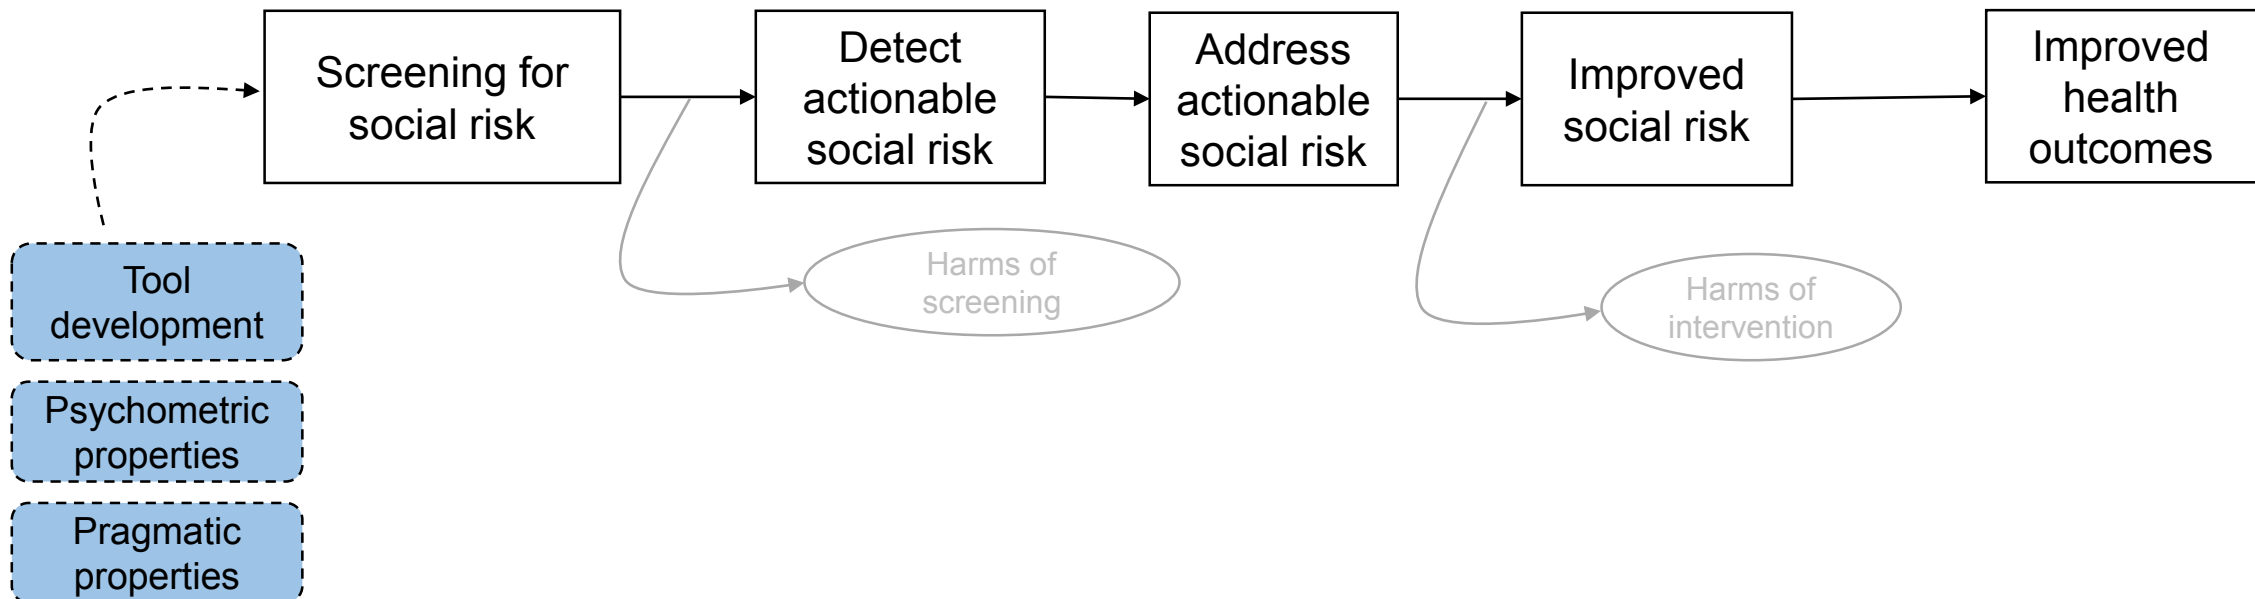 Screening for
social risk
Detect
actionable
social risk
Address
actionable
social risk
Improved
social risk
Improved
health
outcomes
Harms of
screening
Harms of
intervention
Tool
development
Psychometric
properties
Pragmatic
properties